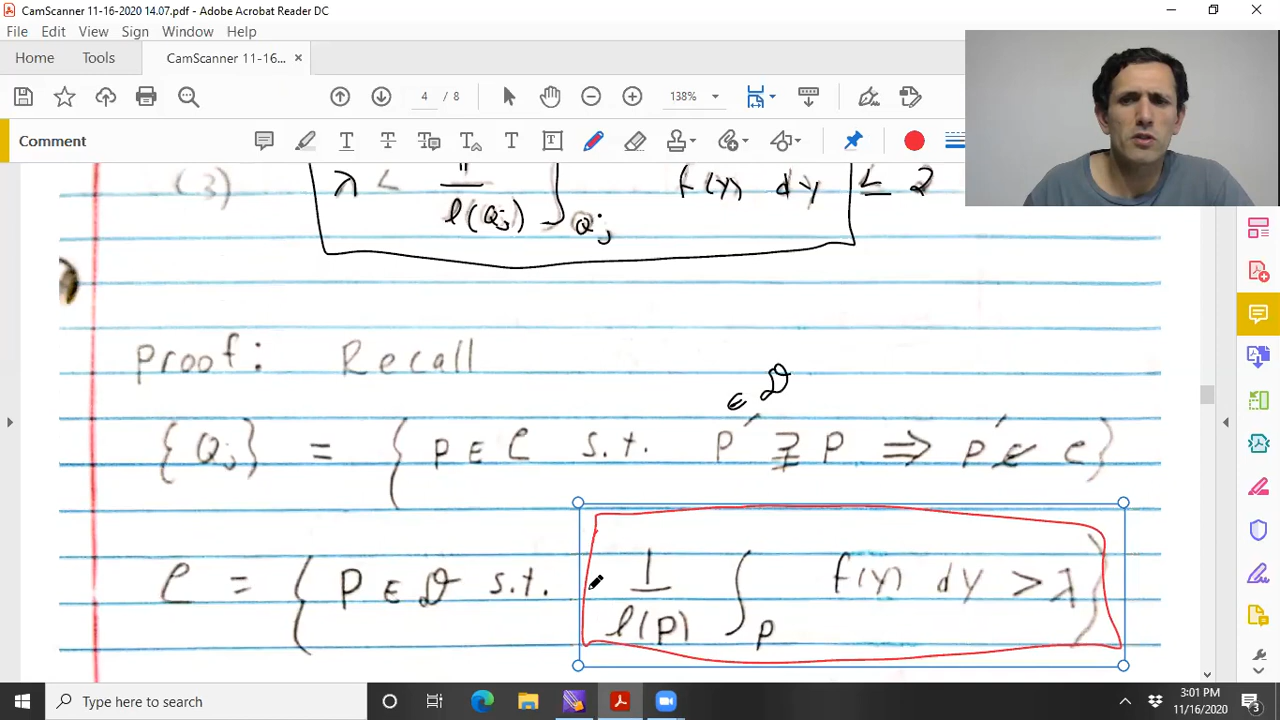 CamScanner 11-16-2020 14.07.pdf - Adobe Acrobat Reader DC
File Edit View Sign Window Help
Home Tools CamScanner 11-16... ×
4 / 8 138%
Comment
(3) λ < 1/l(Qj) ∫Qj f(y) dy ≤ 2
Proof: Recall
∈ 𝒟
{Qj} = { P ∈ C s.t. P' ⊋ P ⇒ P' ∉ C }
C = { P ∈ 𝒟 s.t. 1/l(P) ∫P f(y) dy > λ }
Type here to search
3:01 PM
11/16/2020
3